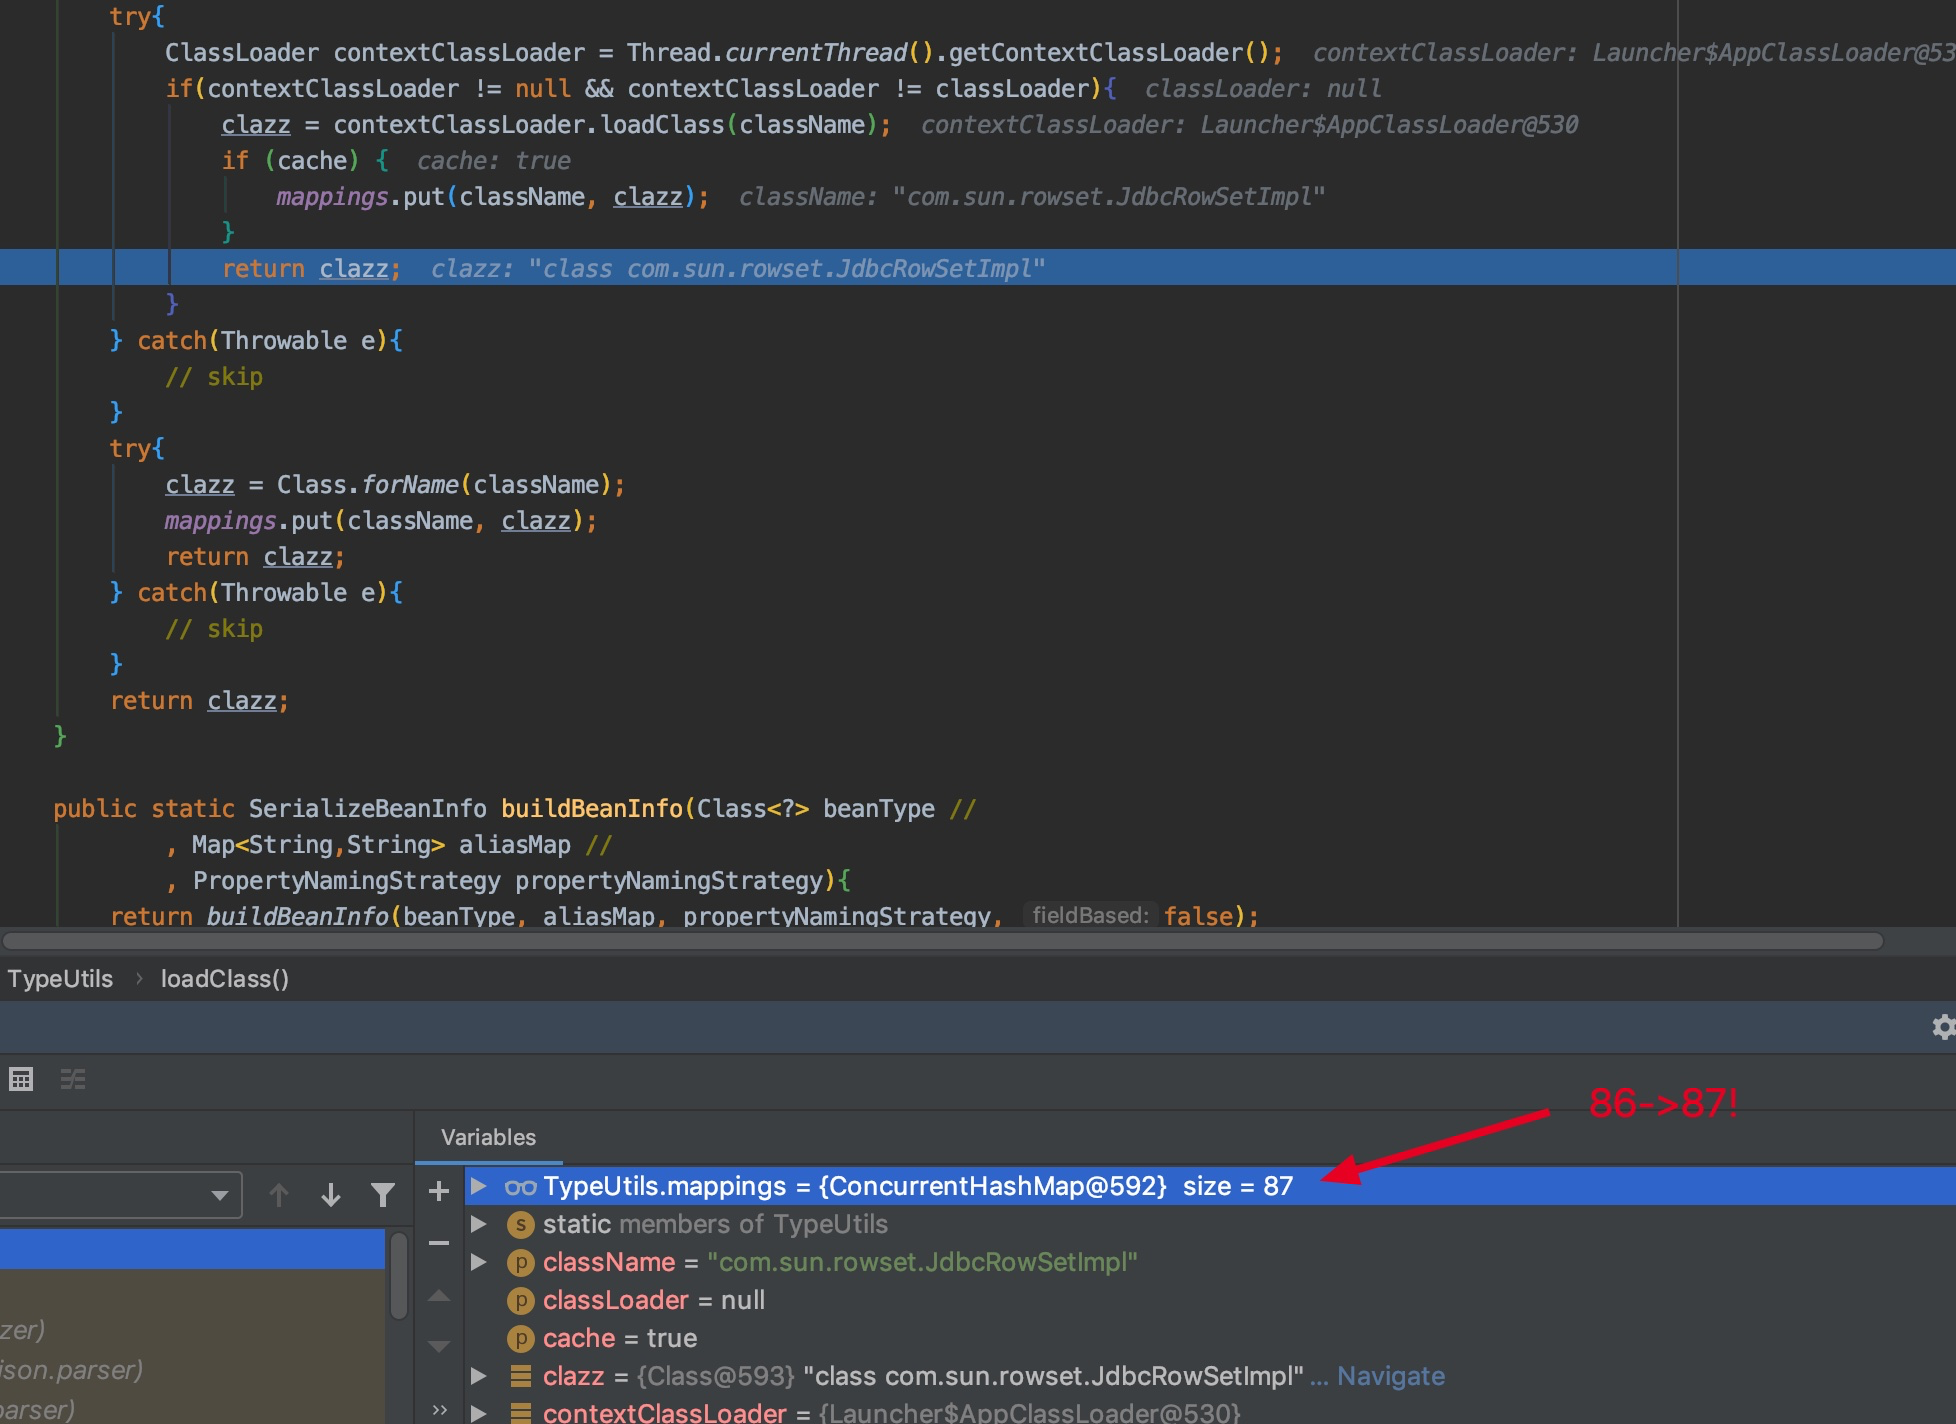 try{
ClassLoader contextClassLoader = Thread.currentThread().getContextClassLoader(); contextClassLoader: Launcher$AppClassLoader@53
if(contextClassLoader != null && contextClassLoader != classLoader){ classLoader: null
clazz = contextClassLoader.loadClass(className); contextClassLoader: Launcher$AppClassLoader@530
if (cache) { cache: true
mappings.put(className, clazz); className: "com.sun.rowset.JdbcRowSetImpl"
}
return clazz; clazz: "class com.sun.rowset.JdbcRowSetImpl"
}
} catch(Throwable e){
// skip
}
try{
clazz = Class.forName(className);
mappings.put(className, clazz);
return clazz;
} catch(Throwable e){
// skip
}
return clazz;
}
public static SerializeBeanInfo buildBeanInfo(Class<?> beanType //
, Map<String,String> aliasMap //
, PropertyNamingStrategy propertyNamingStrategy){
return buildBeanInfo(beanType, aliasMap, propertyNamingStrategy, fieldBased: false);
TypeUtils › loadClass()
86->87!
Variables
TypeUtils.mappings = {ConcurrentHashMap@592} size = 87
s static members of TypeUtils
p className = "com.sun.rowset.JdbcRowSetImpl"
p classLoader = null
zer)
p cache = true
ison.parser)
clazz = {Class@593} "class com.sun.rowset.JdbcRowSetImpl" ... Navigate
parser)
contextClassLoader = {Launcher$AppClassLoader@530}